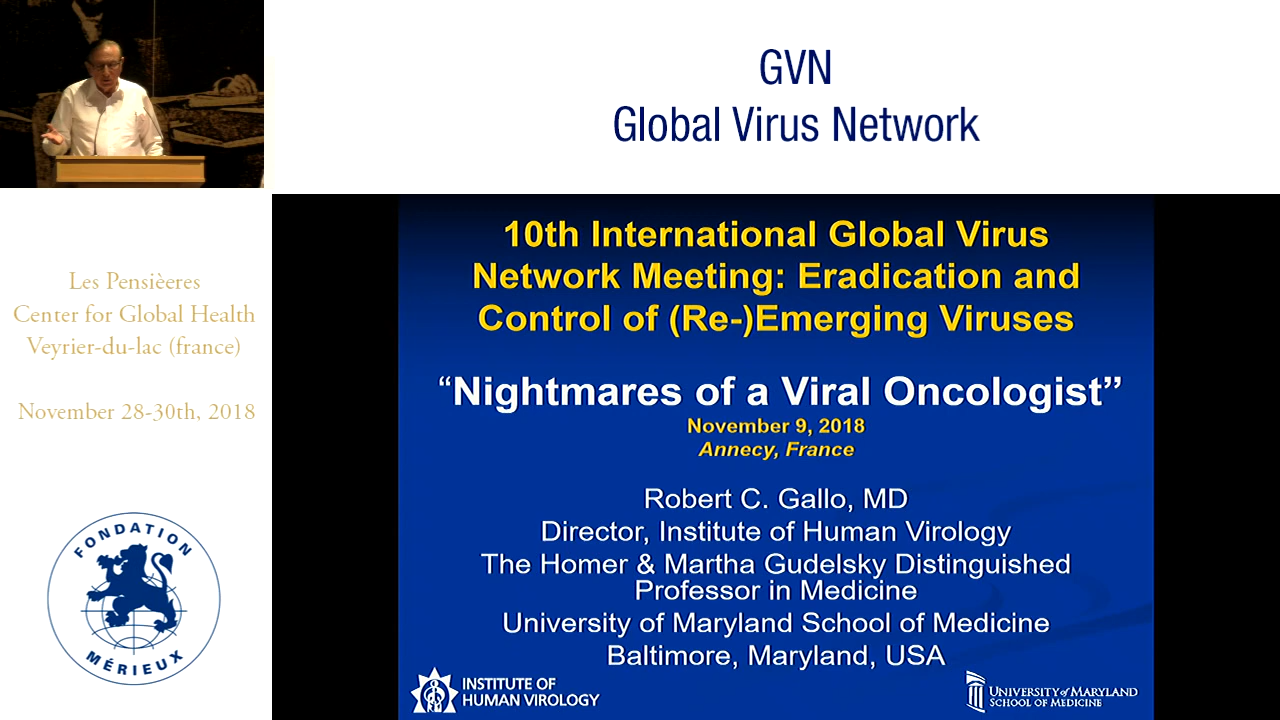 GVN
Global Virus Network
Les Pensièeres
Center for Global Health
Veyrier-du-lac (france)
November 28-30th, 2018
FONDATION
MÉRIEUX
10th International Global Virus
Network Meeting: Eradication and
Control of (Re-)Emerging Viruses
“Nightmares of a Viral Oncologist”
November 9, 2018
Annecy, France
Robert C. Gallo, MD
Director, Institute of Human Virology
The Homer & Martha Gudelsky Distinguished
Professor in Medicine
University of Maryland School of Medicine
Baltimore, Maryland, USA
INSTITUTE OF
HUMAN VIROLOGY
UNIVERSITY of MARYLAND
SCHOOL OF MEDICINE